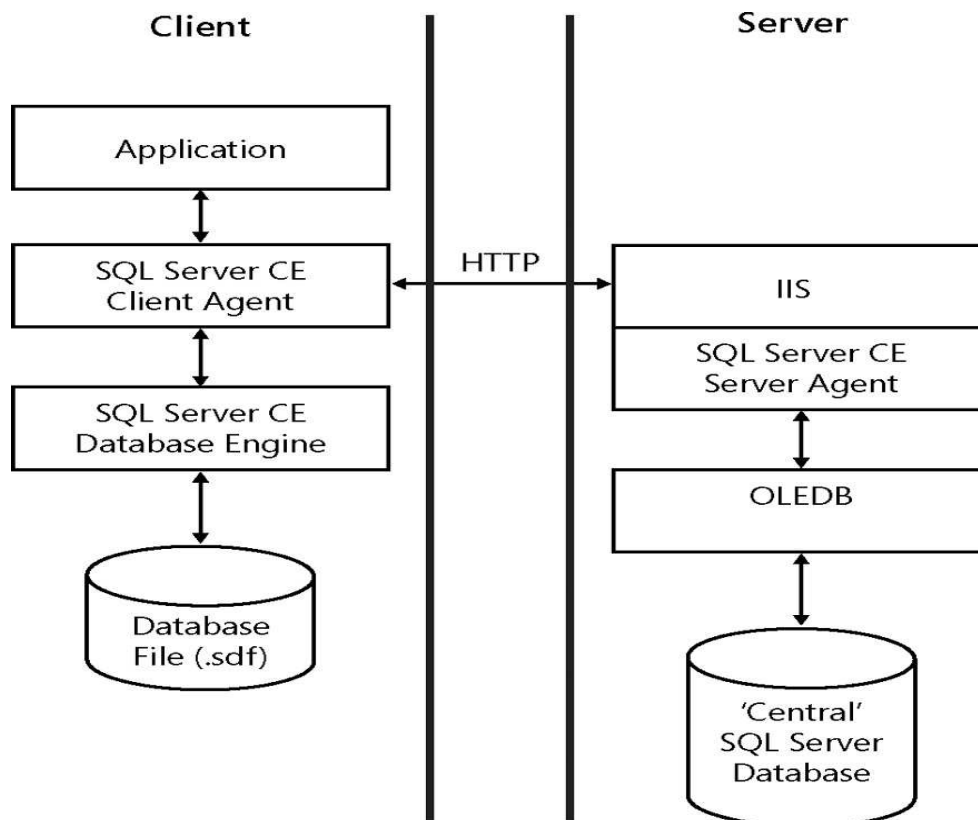 Client
Server
Application
SQL Server CE
Client Agent
HTTP
IIS
SQL Server CE
Server Agent
SQL Server CE
Database Engine
OLEDB
Database
File (.sdf)
‘Central’
SQL Server
Database